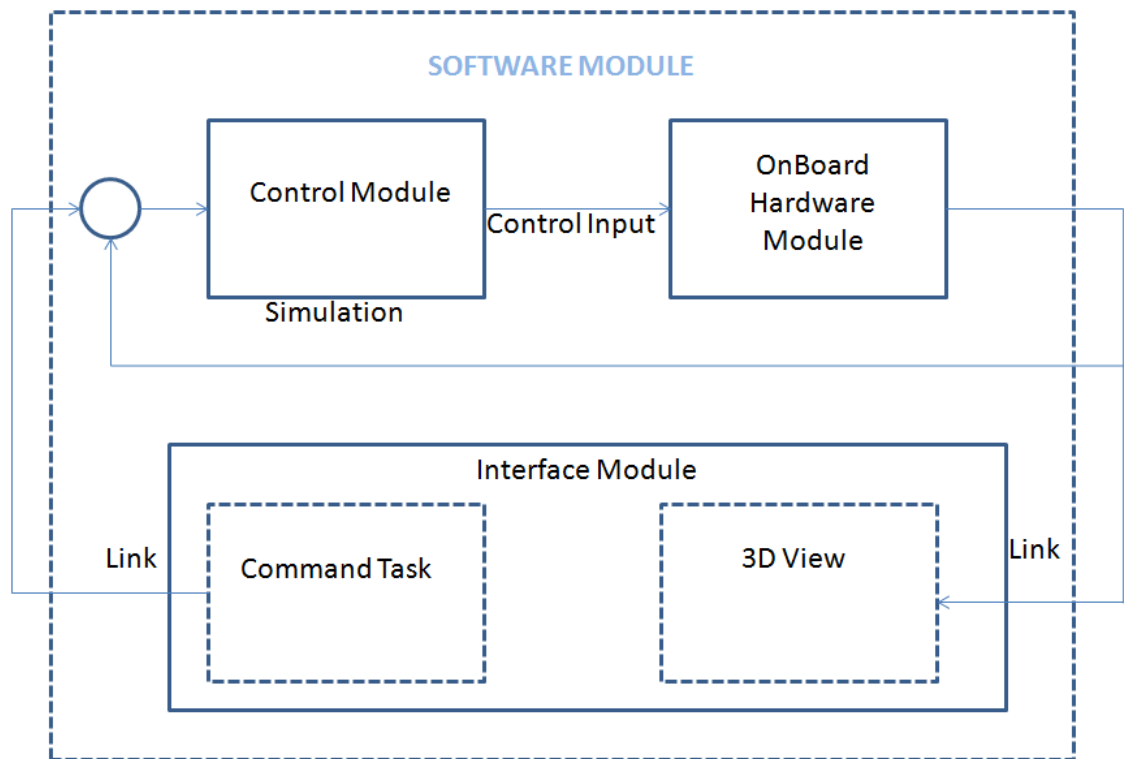 SOFTWARE MODULE
Control Module
OnBoard
Hardware
Module
Control Input
Simulation
Interface Module
Link
Command Task
3D View
Link